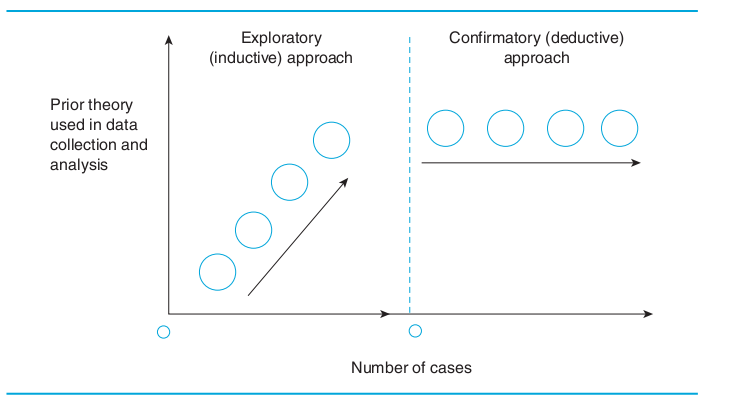 Exploratory
(inductive) approach
Confirmatory (deductive)
approach
Prior theory
used in data
collection and
analysis
Number of cases